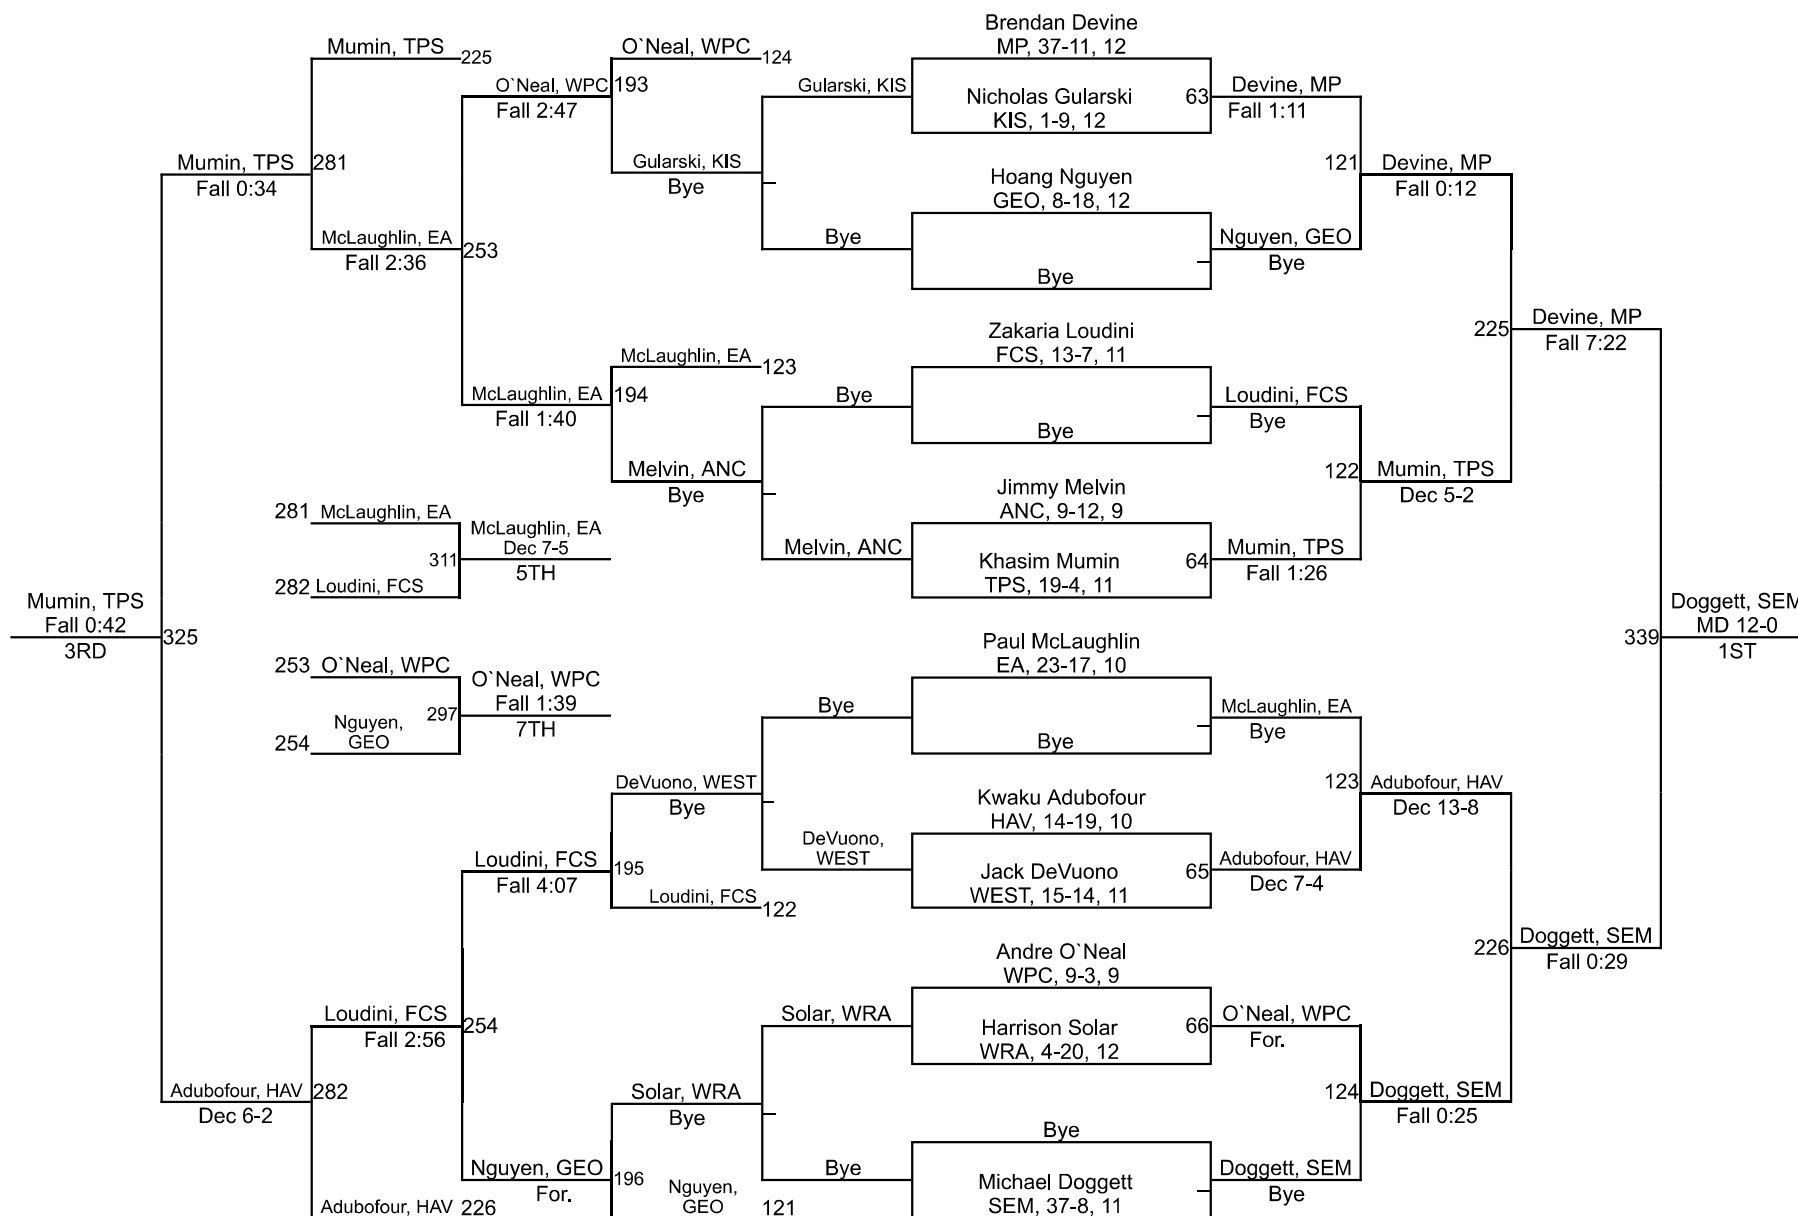 Brendan Devine
MP, 37-11, 12
Mumin, TPS
225
O`Neal, WPC
124
O`Neal, WPC
193
Fall 2:47
Gularski, KIS
Nicholas Gularski
KIS, 1-9, 12
63
Devine, MP
Fall 1:11
Mumin, TPS
281
Fall 0:34
Gularski, KIS
Bye
Hoang Nguyen
GEO, 8-18, 12
121
Devine, MP
Fall 0:12
McLaughlin, EA
253
Fall 2:36
Bye
Bye
Nguyen, GEO
Bye
Zakaria Loudini
FCS, 13-7, 11
225
Devine, MP
Fall 7:22
McLaughlin, EA
123
McLaughlin, EA
194
Fall 1:40
Bye
Bye
Loudini, FCS
Bye
Melvin, ANC
Bye
Jimmy Melvin
ANC, 9-12, 9
122
Mumin, TPS
Dec 5-2
281
McLaughlin, EA
McLaughlin, EA
Dec 7-5
311
5TH
282
Loudini, FCS
Melvin, ANC
Khasim Mumin
TPS, 19-4, 11
64
Mumin, TPS
Fall 1:26
Mumin, TPS
Fall 0:42
325
3RD
Paul McLaughlin
EA, 23-17, 10
339
Doggett, SEM
MD 12-0
1ST
253
O`Neal, WPC
O`Neal, WPC
Fall 1:39
297
7TH
Nguyen,
GEO
254
Bye
Bye
McLaughlin, EA
Bye
DeVuono, WEST
Bye
Kwaku Adubofour
HAV, 14-19, 10
123
Adubofour, HAV
Dec 13-8
Loudini, FCS
195
Fall 4:07
DeVuono,
WEST
Jack DeVuono
WEST, 15-14, 11
65
Adubofour, HAV
Dec 7-4
Loudini, FCS
122
Andre O`Neal
WPC, 9-3, 9
226
Doggett, SEM
Fall 0:29
Loudini, FCS
254
Fall 2:56
Solar, WRA
Harrison Solar
WRA, 4-20, 12
66
O`Neal, WPC
For.
Adubofour, HAV
282
Dec 6-2
Solar, WRA
Bye
Bye
124
Doggett, SEM
Fall 0:25
Nguyen, GEO
196
For.
Bye
Michael Doggett
SEM, 37-8, 11
Doggett, SEM
Bye
Adubofour, HAV
226
Nguyen,
GEO
121